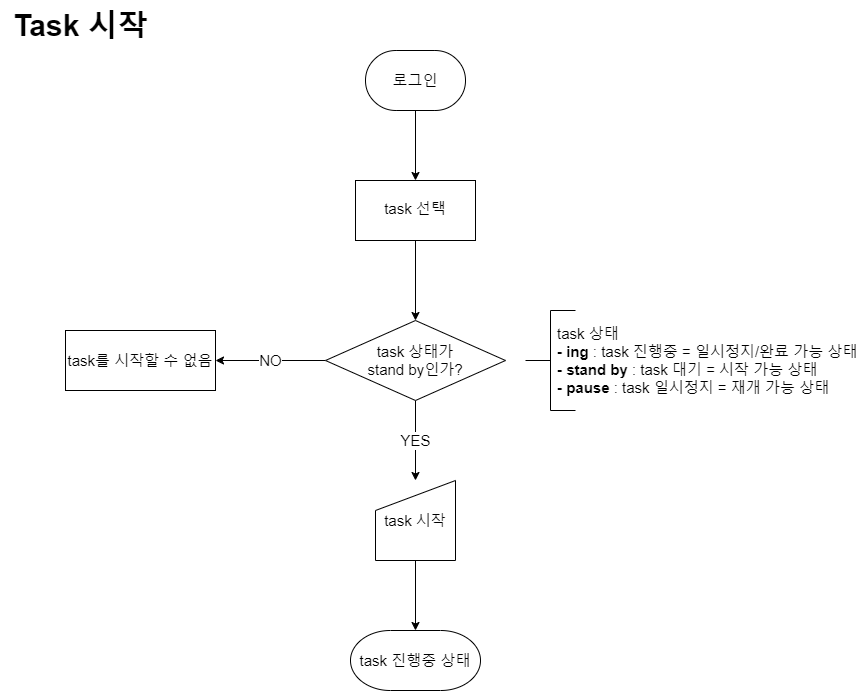 Task 시작
로그인
task 선택
task 상태가
stand by인가?
NO
task를 시작할 수 없음
task 상태
- ing : task 진행중 = 일시정지/완료 가능 상태
- stand by : task 대기 = 시작 가능 상태
- pause : task 일시정지 = 재개 가능 상태
YES
task 시작
task 진행중 상태